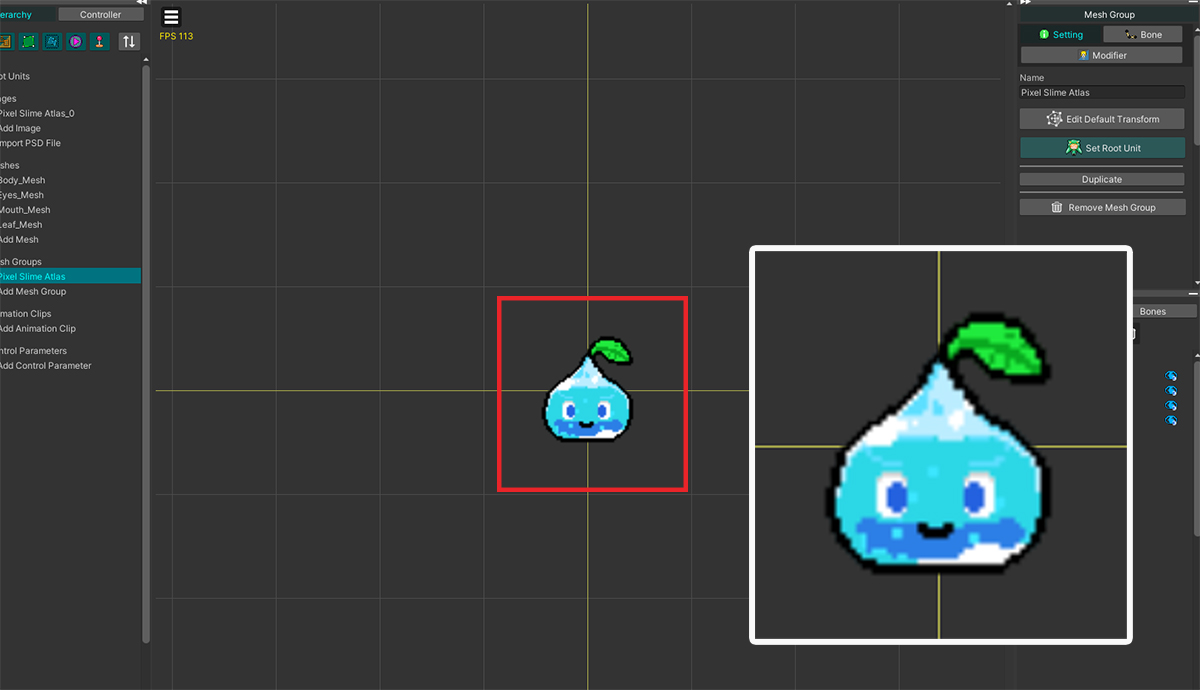 erarchy
Controller
FPS 113
ot Units
ages
Pixel Slime Atlas_0
Add Image
mport PSD File
shes
Body_Mesh
Eyes_Mesh
Mouth_Mesh
Leaf_Mesh
Add Mesh
sh Groups
Pixel Slime Atlas
Add Mesh Group
mation Clips
Add Animation Clip
ntrol Parameters
Add Control Parameter
Mesh Group
Setting
Bone
Modifier
Name
Pixel Slime Atlas
Edit Default Transform
Set Root Unit
Duplicate
Remove Mesh Group
Bones